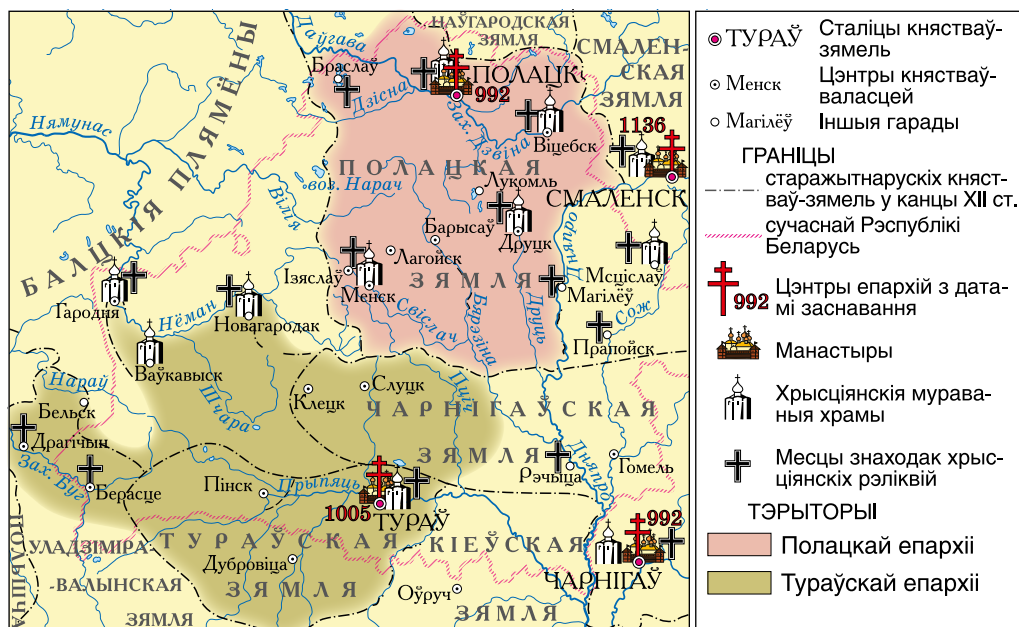 НАЎГАРОДСКАЯ
ЗЯМЛЯ
СМАЛЕН-
СКАЯ
ЗЯМЛЯ
Даўгава
Браслаў
Дзісна
ПОЛАЦК
992
Зах. Дзвіна
Віцебск
1136
СМАЛЕНСК
Нямунас
БАЛЦКІЯ ПЛЯМЁНЫ
ПОЛАЦКАЯ
воз. Нарач
Вілія
Лукомль
Барысаў
Друцк
Дняпро
Лагойск
Ізяслаў
ЗЯМЛЯ
Менск
Мсціслаў
Магілёў
Гародня
Нёман
Новагародак
Свіслач
Бярэзіна
Друць
Сож
Прапойск
Ваўкавыск
Нараў
Шчара
Клецк
Слуцк
Пціч
ЧАРНІГАЎСКАЯ
Бельск
Драгічын
ЗЯМЛЯ
Рэчыца
Гомель
Дняпро
Зах. Буг
Берасце
Пінск
Прыпяць
1005
ТУРАЎ
992
ЧАРНІГАЎ
ПОЛЬШЧА
УЛАДЗІМІРА-
-ВАЛЫНСКАЯ
ЗЯМЛЯ
ТУРАЎСКАЯ
ЗЯМЛЯ
Дубровіца
КІЕЎСКАЯ
Оўруч
ЗЯМЛЯ
ТУРАЎ Сталіцы княстваў-
зямель
Менск Цэнтры княстваў-
валасцей
Магілёў Іншыя гарады
ГРАНІЦЫ
старажытнарускіх княст-
ваў-зямель у канцы XII ст.
сучаснай Рэспублікі
Беларусь
992 Цэнтры епархій з дата-
мі заснавання
Манастыры
Хрысціянскія мурава-
ныя храмы
Месцы знаходак хрыс-
ціянскіх рэліквій
ТЭРЫТОРЫІ
Полацкай епархіі
Тураўскай епархіі